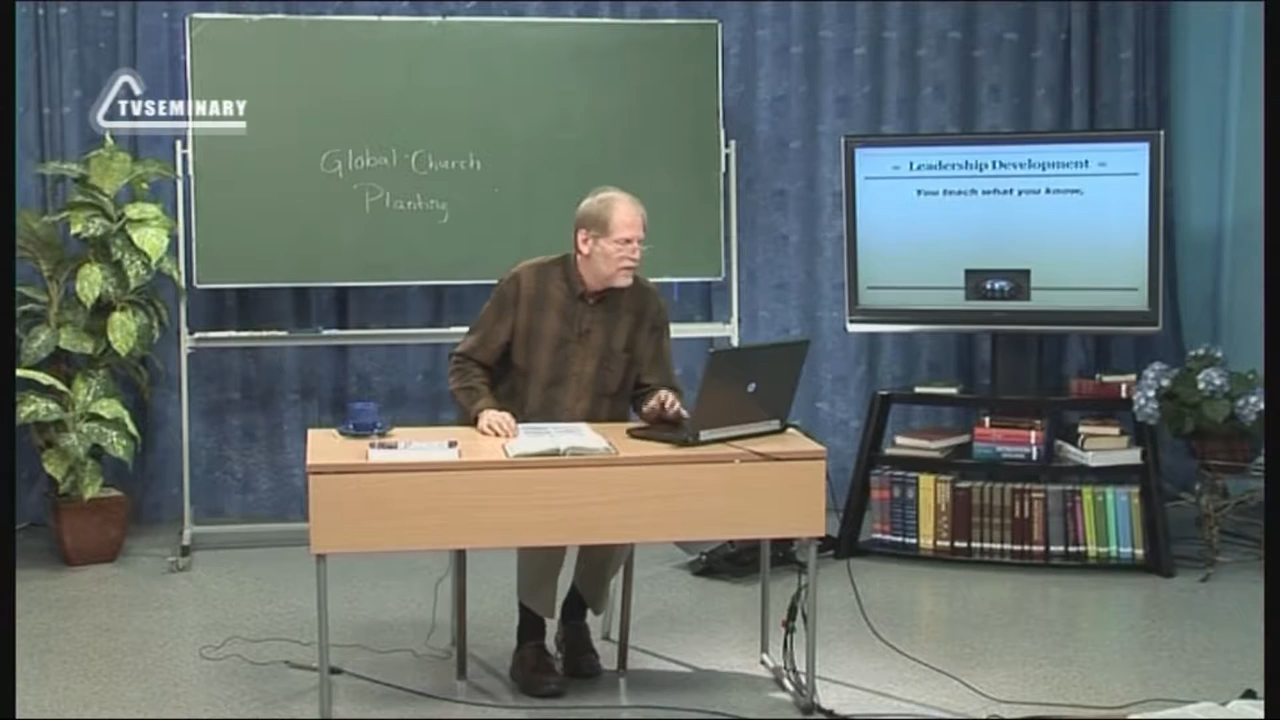 TVSEMINARY
Global Church
Planting
Leadership Development
You teach what you know,